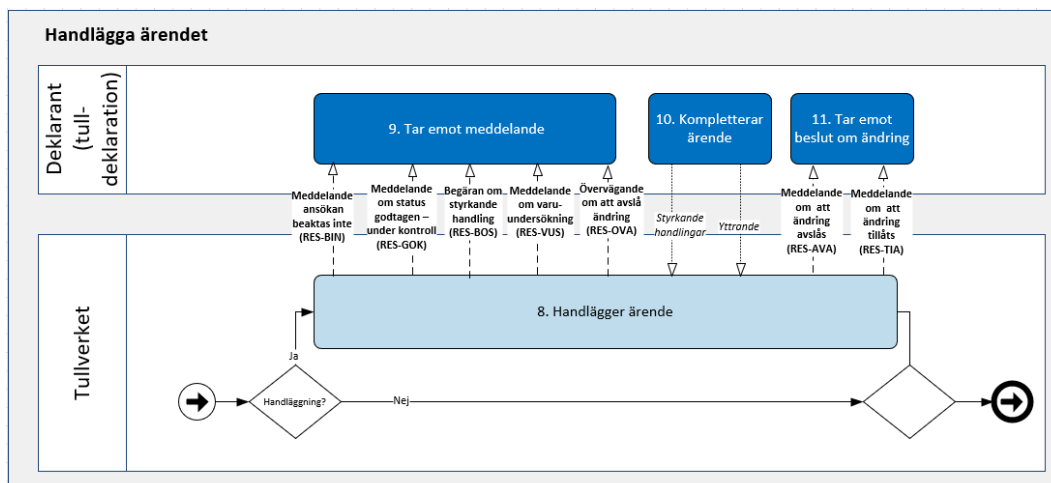 Handlägga ärendet
Deklarant
(tull-
deklaration)
9. Tar emot meddelande
10. Kompletterar
ärende
11. Tar emot
beslut om ändring
Meddelande
ansökan
beaktas inte
(RES-BIN)
Meddelande
om status
godtagen –
under kontroll
(RES-GOK)
Begäran om
styrkande
handling
(RES-BOS)
Meddelande
om varu-
undersökning
(RES-VUS)
Övervägande
om att avslå
ändring
(RES-OVA)
Styrkande
handlingar
Yttrande
Meddelande
om att
ändring
avslås
(RES-AVA)
Meddelande
om att
ändring
tillåts
(RES-TIA)
Tullverket
8. Handlägger ärende
Ja
Handläggning?
Nej